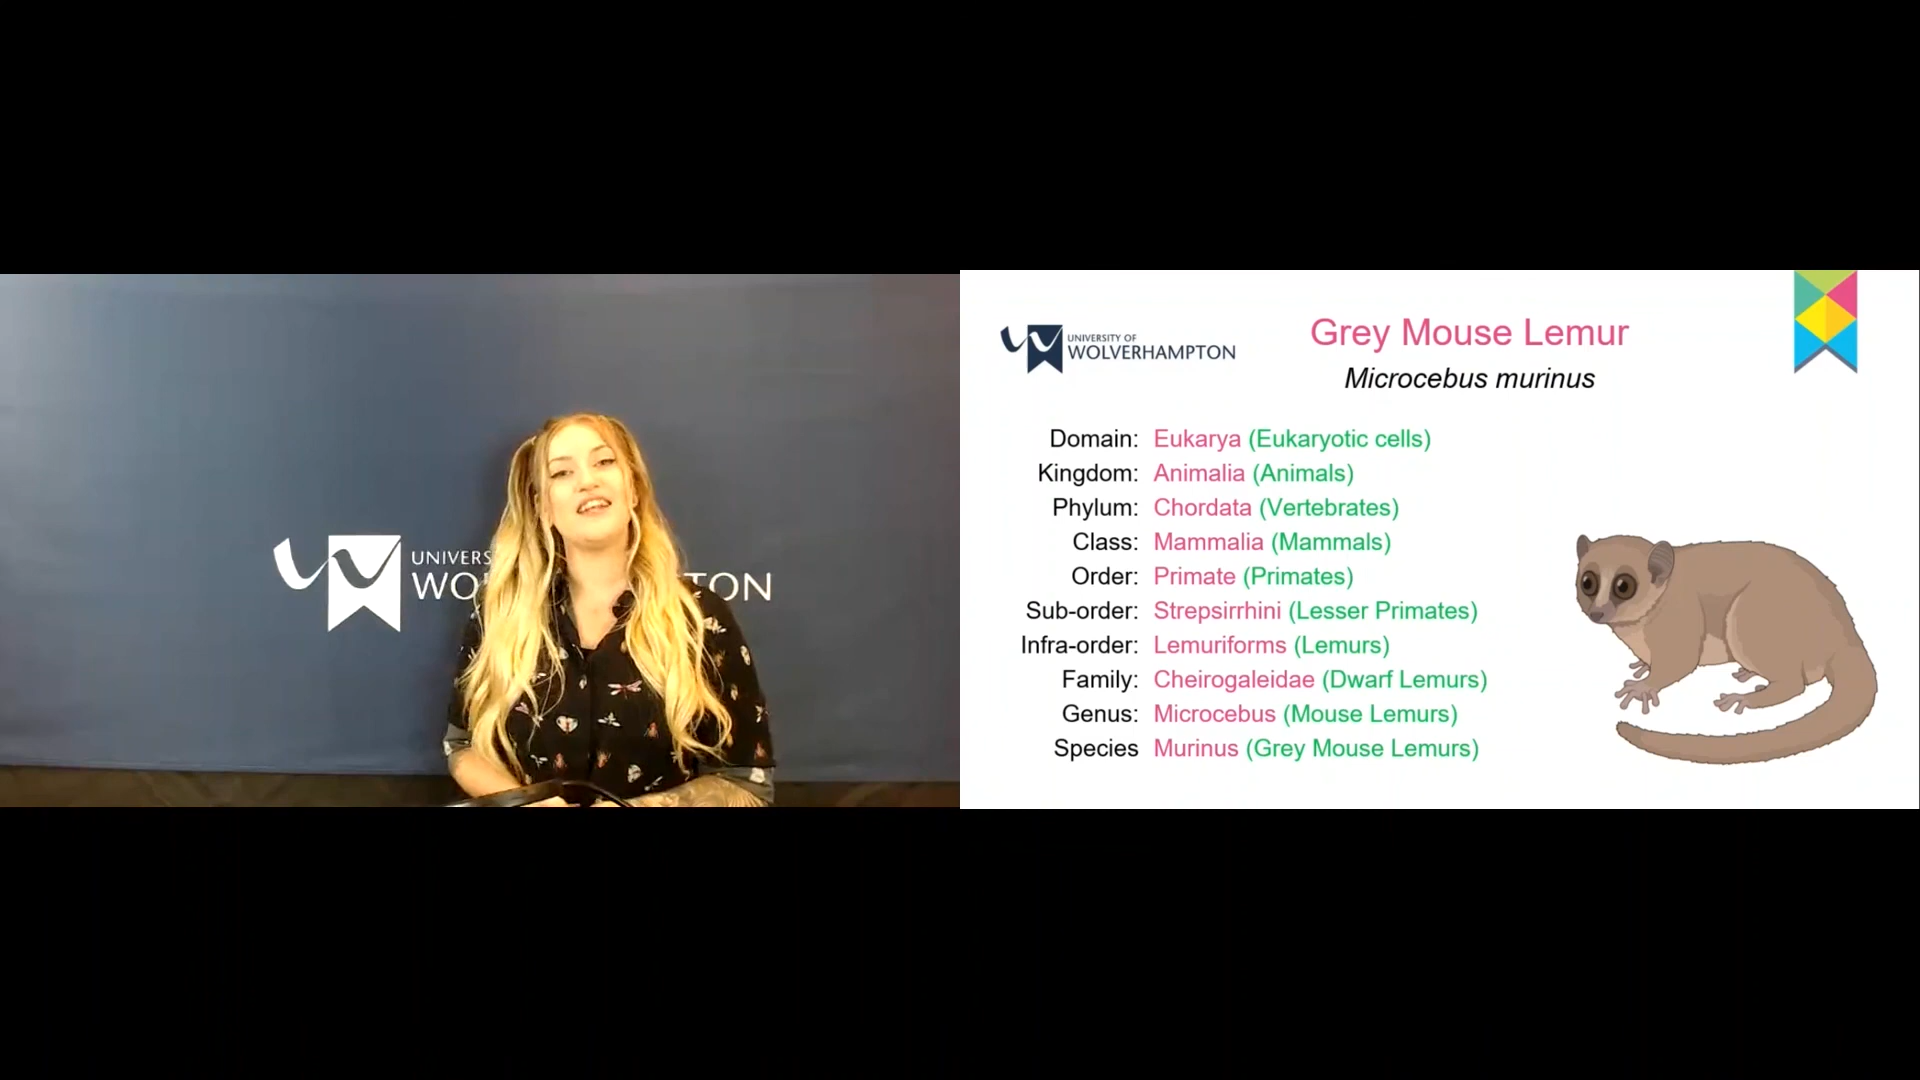 UNIVERS
WO TON
UNIVERSITY OF
WOLVERHAMPTON
Grey Mouse Lemur
Microcebus murinus
Domain: Eukarya (Eukaryotic cells)
Kingdom: Animalia (Animals)
Phylum: Chordata (Vertebrates)
Class: Mammalia (Mammals)
Order: Primate (Primates)
Sub-order: Strepsirrhini (Lesser Primates)
Infra-order: Lemuriforms (Lemurs)
Family: Cheirogaleidae (Dwarf Lemurs)
Genus: Microcebus (Mouse Lemurs)
Species Murinus (Grey Mouse Lemurs)